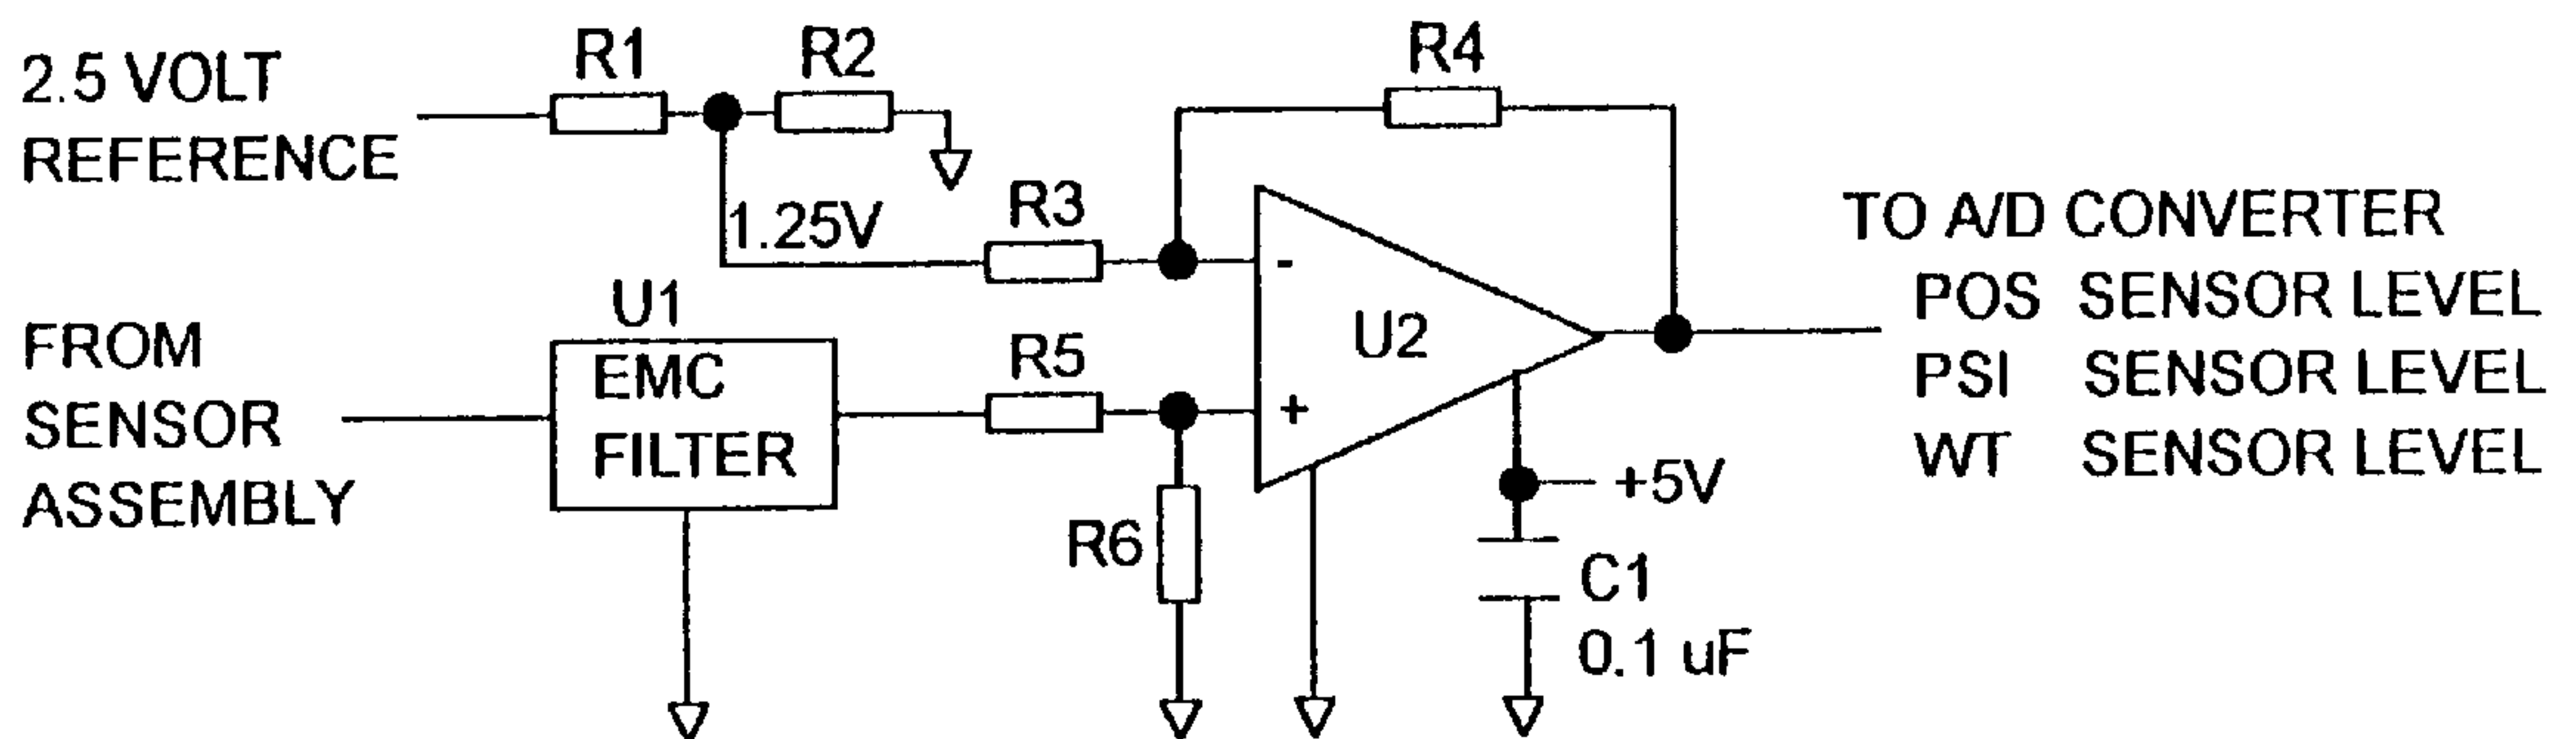 2.5 VOLT
REFERENCE
R1
R2
R4
1.25V
R3
FROM
SENSOR
ASSEMBLY
U1
EMC
FILTER
R5
R6
-
+
U2
+5V
C1
0.1 uF
TO A/D CONVERTER
POS SENSOR LEVEL
PSI SENSOR LEVEL
WT SENSOR LEVEL